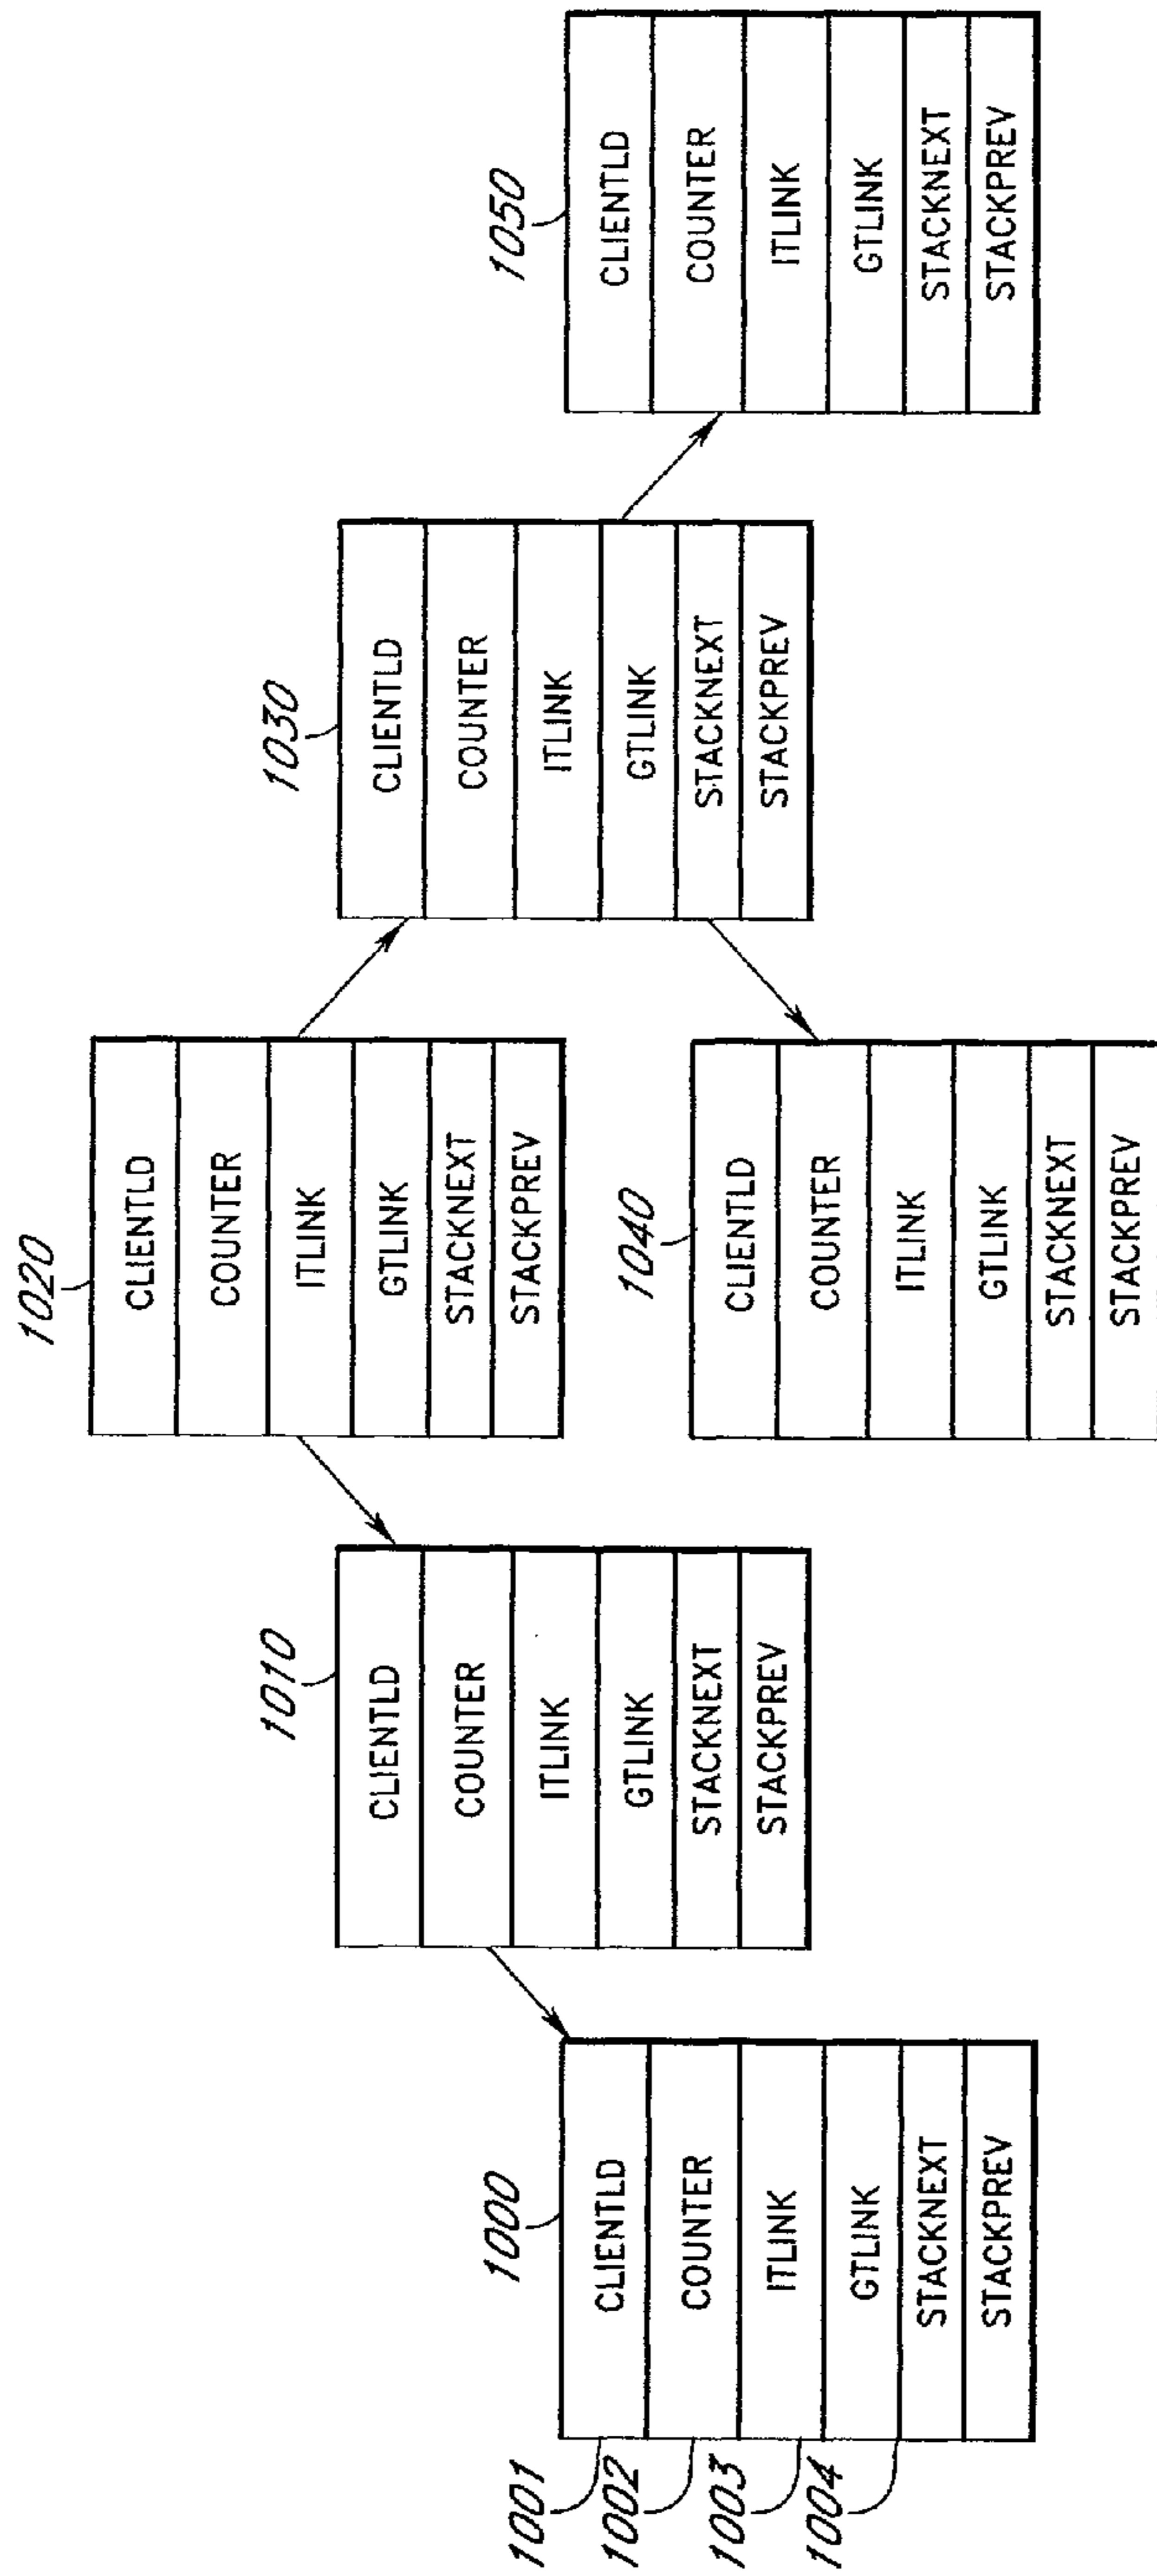 1020
CLIENTLD
COUNTER
ITLINK
GTLINK
STACKNEXT
STACKPREV
1010
CLIENTLD
COUNTER
ITLINK
GTLINK
STACKNEXT
STACKPREV
1030
CLIENTLD
COUNTER
ITLINK
GTLINK
STACKNEXT
STACKPREV
1000
1001
1002
1003
1004
CLIENTLD
COUNTER
ITLINK
GTLINK
STACKNEXT
STACKPREV
1040
CLIENTLD
COUNTER
ITLINK
GTLINK
STACKNEXT
STACKPREV
1050
CLIENTLD
COUNTER
ITLINK
GTLINK
STACKNEXT
STACKPREV